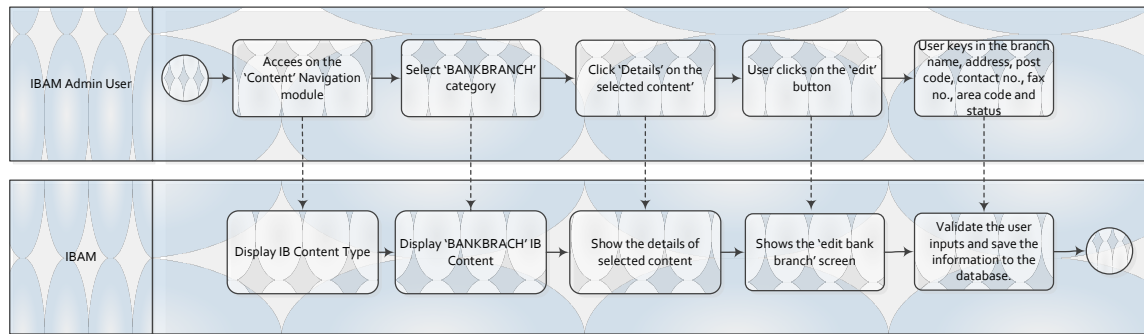 IBAM Admin User
Accees on the
‘Content’ Navigation
module
Select ‘BANKBRANCH’
category
Click ‘Details’ on the
selected content’
User clicks on the ‘edit’
button
User keys in the branch
name, address, post
code, contact no., fax
no., area code and
status
IBAM
Display IB Content Type
Display ‘BANKBRACH’ IB
Content
Show the details of
selected content
Shows the ‘edit bank
branch’ screen
Validate the user
inputs and save the
information to the
database.